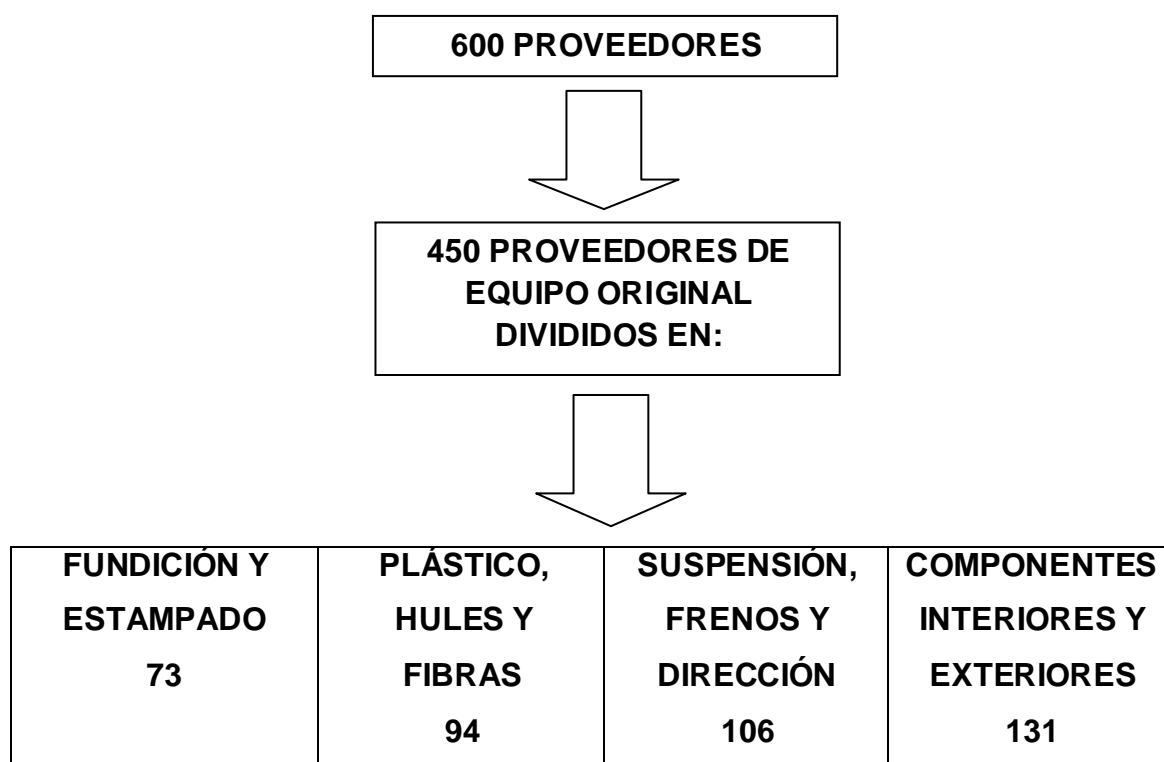 600 PROVEEDORES
450 PROVEEDORES DE
EQUIPO ORIGINAL
DIVIDIDOS EN:
FUNDICIÓN Y
ESTAMPADO
73
PLÁSTICO,
HULES Y
FIBRAS
94
SUSPENSIÓN,
FRENOS Y
DIRECCIÓN
106
COMPONENTES
INTERIORES Y
EXTERIORES
131